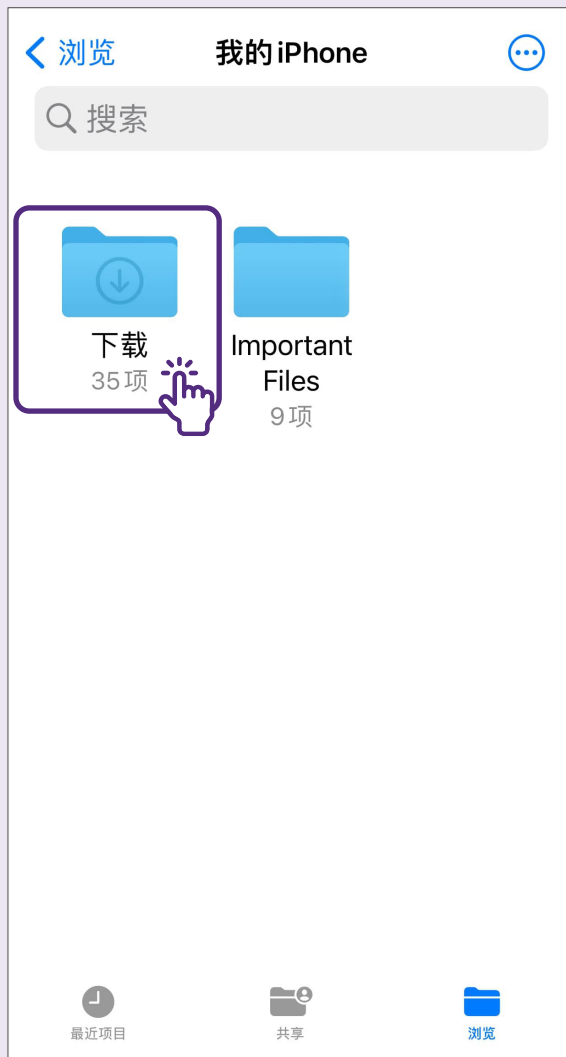 浏览
我的iPhone
搜索
下载
35项
Important
Files
9项
最近项目
共享
浏览